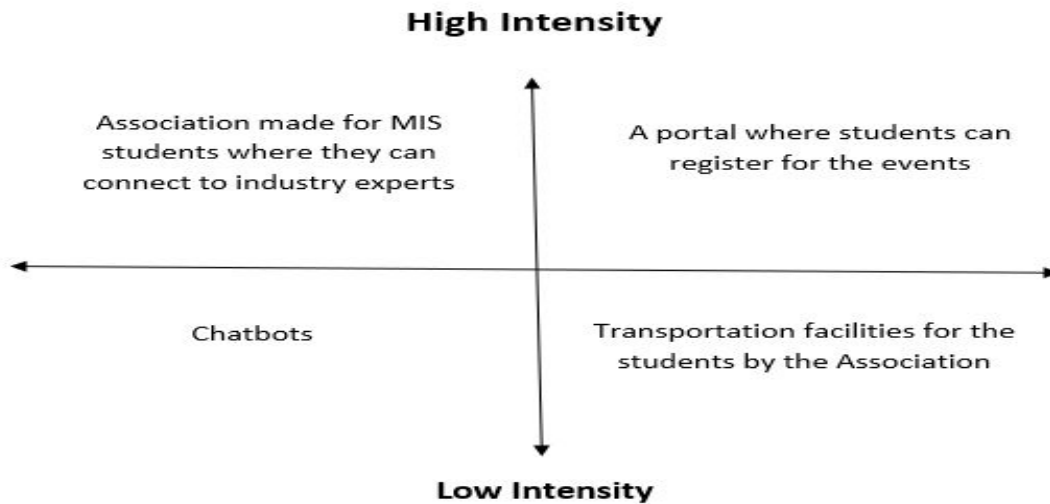 High Intensity
Association made for MIS
students where they can
connect to industry experts
A portal where students can
register for the events
Chatbots
Transportation facilities for the
students by the Association
Low Intensity